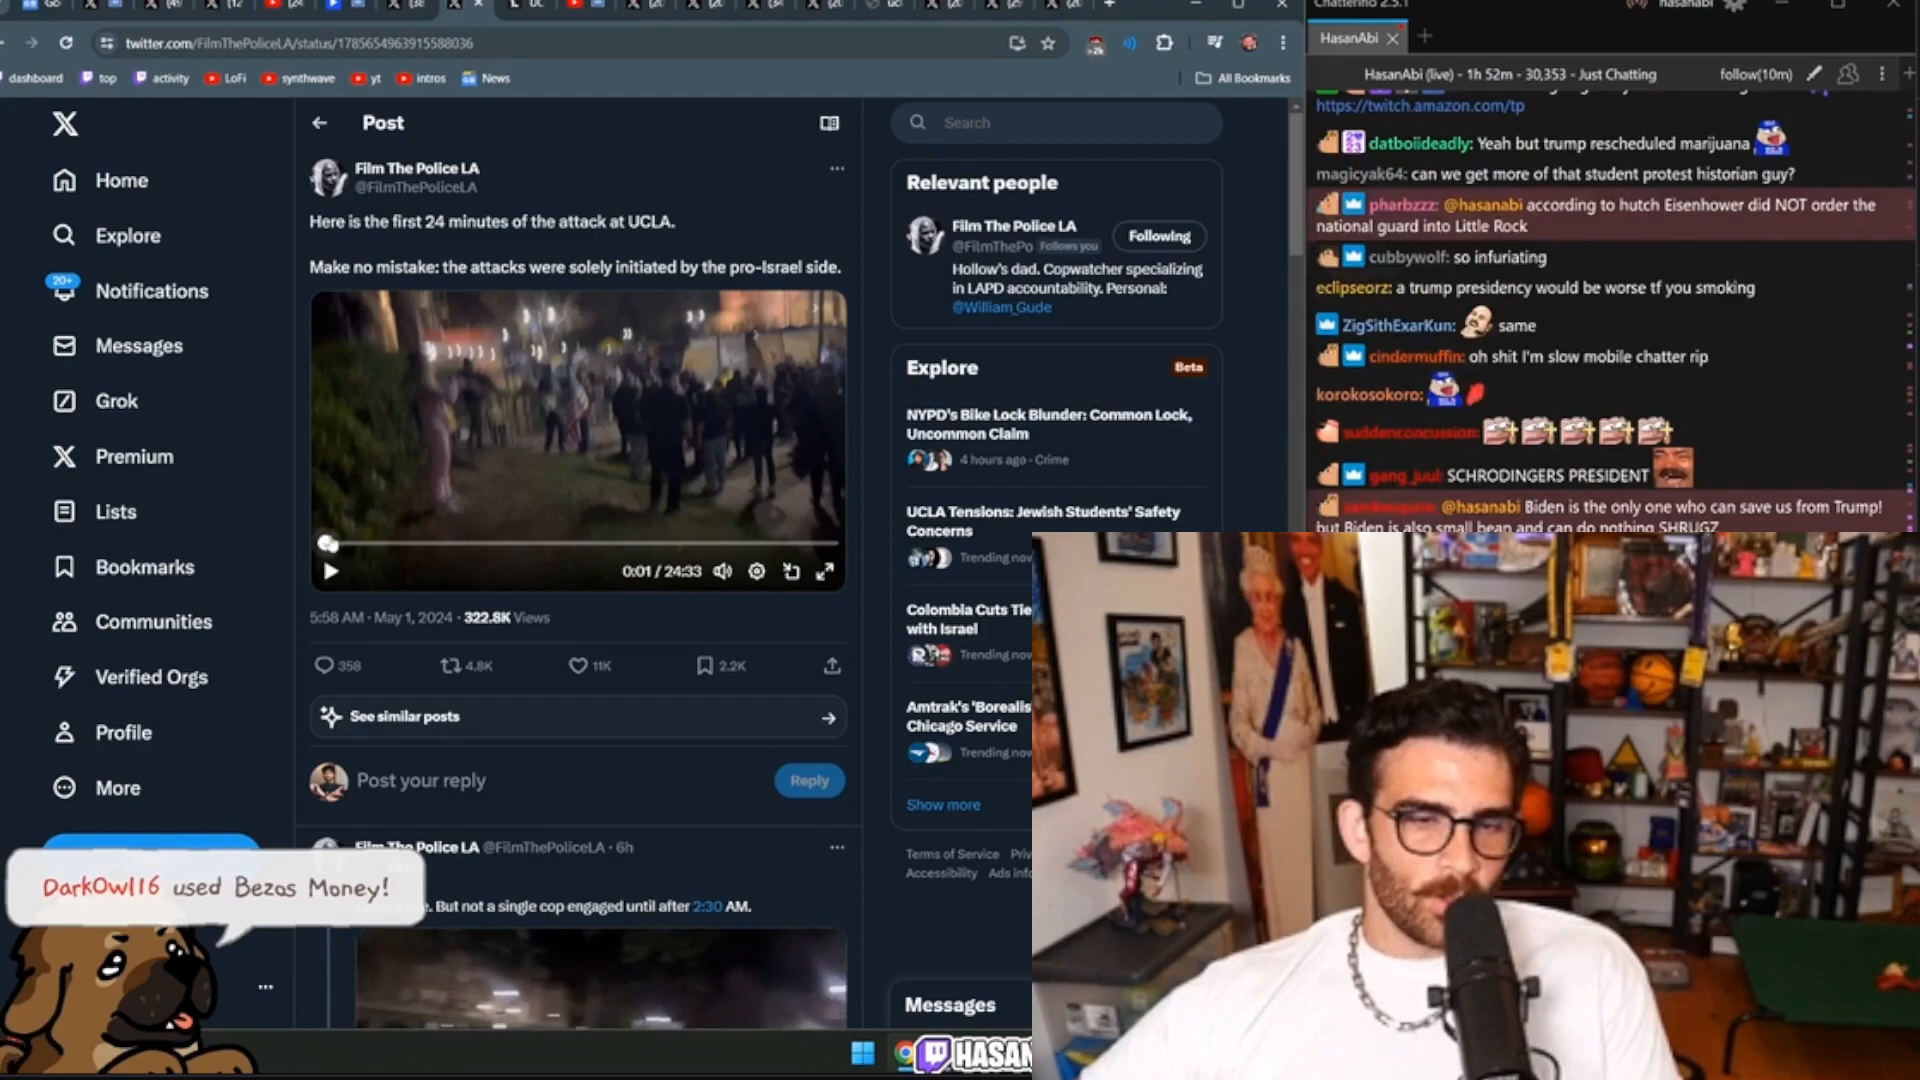 Chatterino 2.5.1
hasanabi
twitter.com/FilmThePoliceLA/status/1785654963915588036
>2k
HasanAbi
dashboard
top
activity
LoFi
synthwave
yt
intros
News
All Bookmarks
HasanAbi (live) - 1h 52m - 30,353 - Just Chatting
follow(10m)
Post
Search
Home
Explore
20+
Notifications
Messages
Grok
Premium
Lists
Bookmarks
Communities
Verified Orgs
Profile
More
Film The Police LA
@FilmThePoliceLA
Here is the first 24 minutes of the attack at UCLA.
Make no mistake: the attacks were solely initiated by the pro-Israel side.
0:01 / 24:33
5:58 AM · May 1, 2024 · 322.8K Views
358
4.8K
11K
2.2K
See similar posts
Post your reply
Reply
Film The Police LA @FilmThePoliceLA · 6h
. But not a single cop engaged until after 2:30 AM.
DarkOwl16 used Bezos Money!
Relevant people
Film The Police LA
@FilmThePo Follows you
Following
Hollow's dad. Copwatcher specializing
in LAPD accountability. Personal:
@William_Gude
Explore
Beta
NYPD's Bike Lock Blunder: Common Lock,
Uncommon Claim
4 hours ago · Crime
UCLA Tensions: Jewish Students' Safety
Concerns
Trending now
Colombia Cuts Tie
with Israel
Trending now
Amtrak's 'Borealis
Chicago Service
Trending now
Show more
Terms of Service
Accessibility Ads info
Messages
HASAN
https://twitch.amazon.com/tp
datboiideadly: Yeah but trump rescheduled marijuana
magicyak64: can we get more of that student protest historian guy?
pharbzzz: @hasanabi according to hutch Eisenhower did NOT order the
national guard into Little Rock
cubbywolf: so infuriating
eclipseorz: a trump presidency would be worse tf you smoking
ZigSithExarKun: same
cindermuffin: oh shit I'm slow mobile chatter rip
korokosokoro:
suddenconcussion:
gang_juul: SCHRODINGERS PRESIDENT
@hasanabi Biden is the only one who can save us from Trump!
but Biden is also small bean and can do nothing SHRUGZ